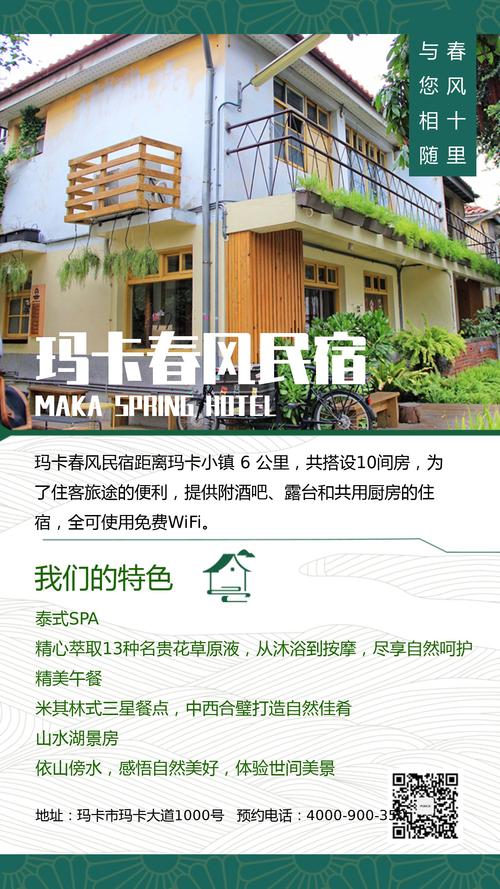 春风十里
与您相随
玛卡春风民宿
MAKA SPRING HOTEL
玛卡春风民宿距离玛卡小镇 6 公里，共搭设10间房，为
了住客旅途的便利，提供附酒吧、露台和共用厨房的住
宿，全可使用免费WiFi。
我们的特色
泰式SPA
精心萃取13种名贵花草原液，从沐浴到按摩，尽享自然呵护
精美午餐
米其林式三星餐点，中西合璧打造自然佳肴
山水湖景房
依山傍水，感悟自然美好，体验世间美景
地址：玛卡市玛卡大道1000号 预约电话：4000-900-35